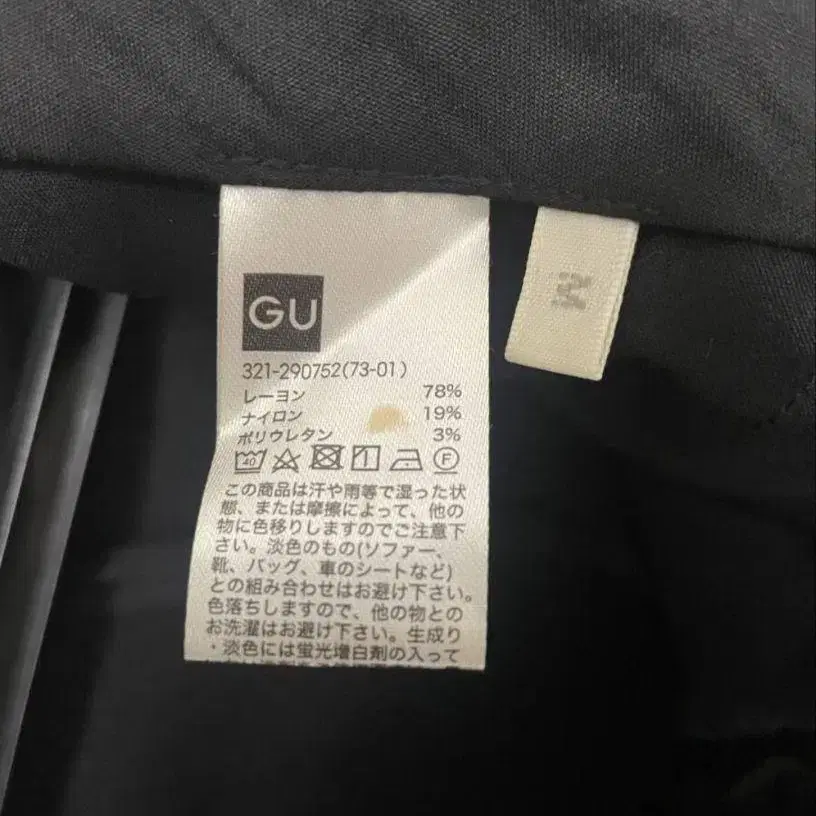 GU
M
321-290752(73-01)
レーヨン 78%
ナイロン 19%
ポリウレタン 3%
40
F
この商品は汗や雨等で湿った状
態、または摩擦によって、他の
物に色移りしますのでご注意下
さい。淡色のもの(ソファー、
靴、バッグ、車のシートなど)
との組み合わせはお避け下さい。
色落ちしますので、他の物との
お洗濯はお避け下さい。生成り
・淡色には蛍光増白剤の入って